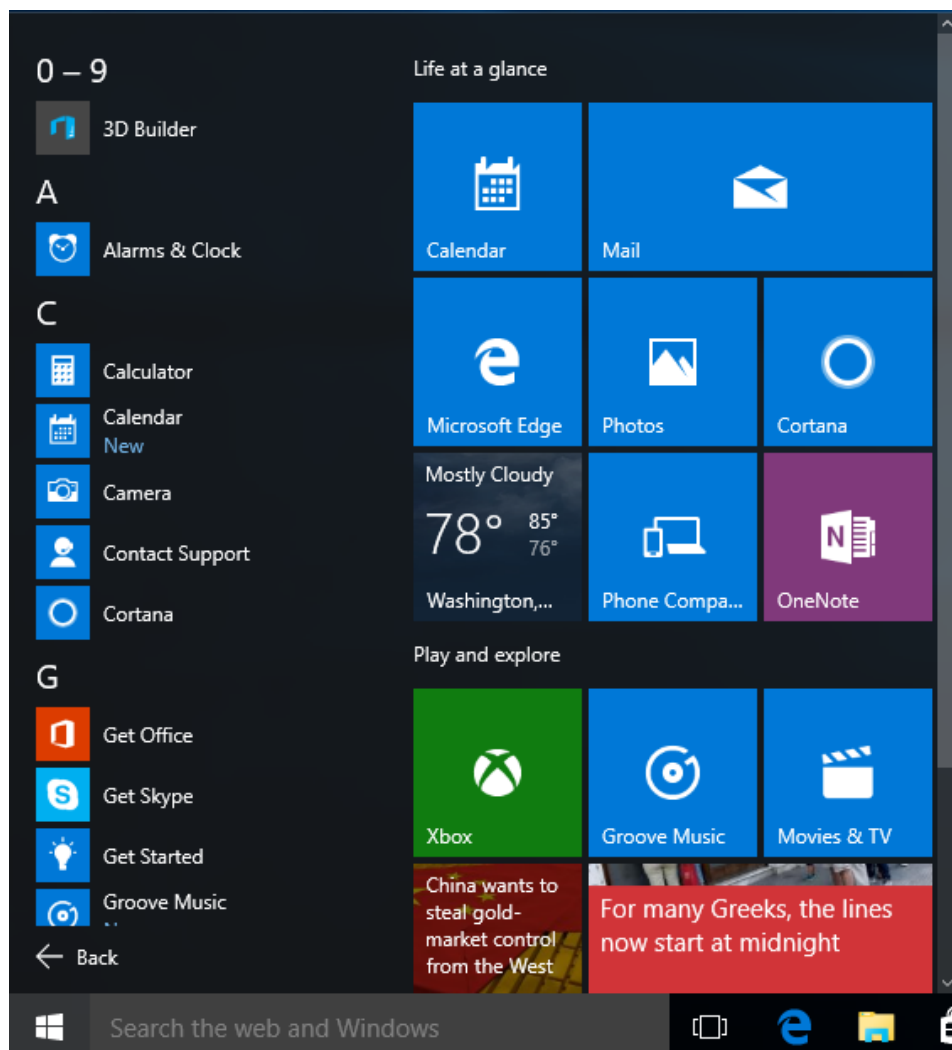 0 – 9
3D Builder
A
Alarms & Clock
C
Calculator
Calendar
New
Camera
Contact Support
Cortana
G
Get Office
Get Skype
Get Started
Groove Music
Back
Life at a glance
Calendar
Mail
Microsoft Edge
Photos
Cortana
Mostly Cloudy
78° 85°
76°
Washington,...
Phone Compa...
OneNote
Play and explore
Xbox
Groove Music
Movies & TV
China wants to
steal gold-
market control
from the West
For many Greeks, the lines
now start at midnight
Search the web and Windows